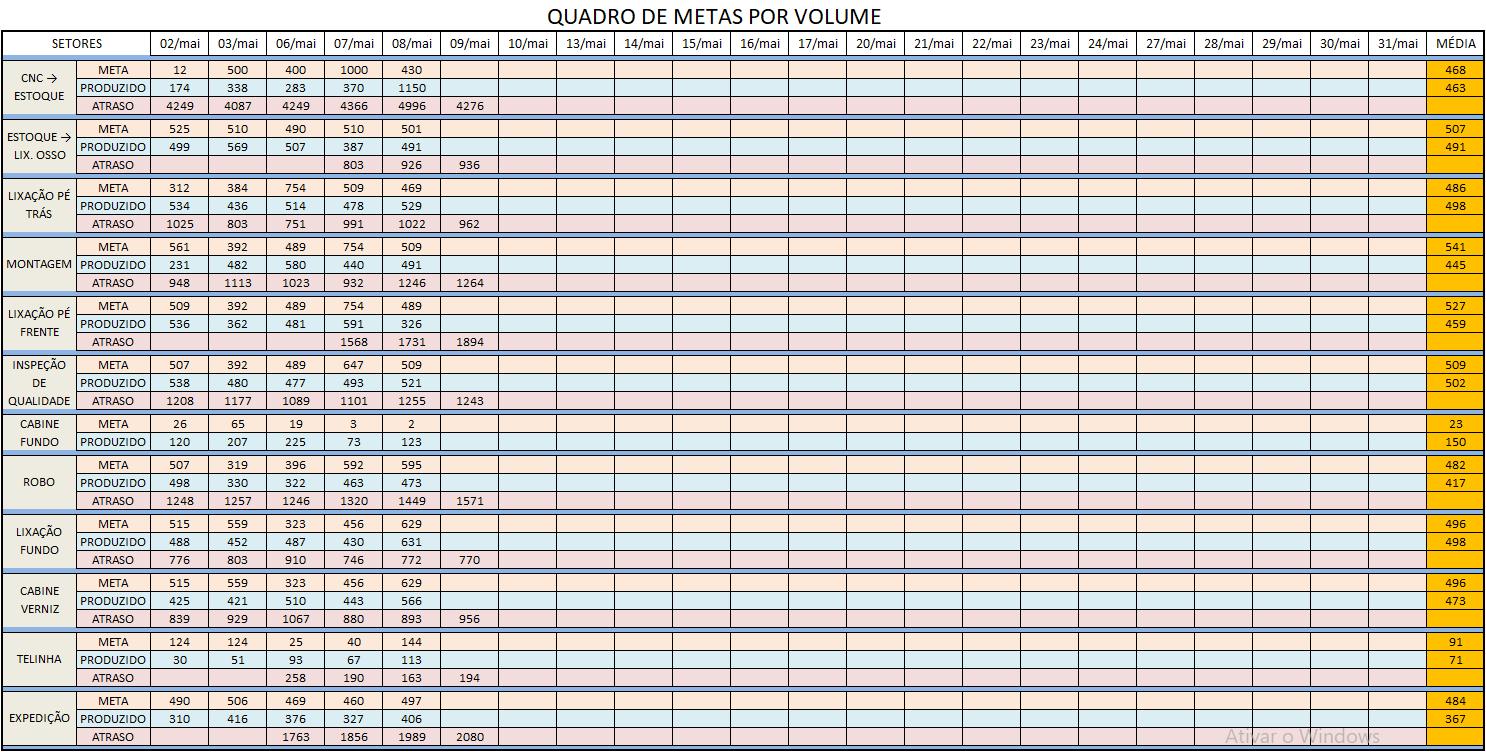 QUADRO DE METAS POR VOLUME
SETORES 02/mai 03/mai 06/mai 07/mai 08/mai 09/mai 10/mai 13/mai 14/mai 15/mai 16/mai 17/mai 20/mai 21/mai 22/mai 23/mai 24/mai 27/mai 28/mai 29/mai 30/mai 31/mai MÉDIA
CNC → ESTOQUE
META 12 500 400 1000 430 468
PRODUZIDO 174 338 283 370 1150 463
ATRASO 4249 4087 4249 4366 4996 4276
ESTOQUE → LIX. OSSO
META 525 510 490 510 501 507
PRODUZIDO 499 569 507 387 491 491
ATRASO 803 926 936
LIXAÇÃO PÉ TRÁS
META 312 384 754 509 469 486
PRODUZIDO 534 436 514 478 529 498
ATRASO 1025 803 751 991 1022 962
MONTAGEM
META 561 392 489 754 509 541
PRODUZIDO 231 482 580 440 491 445
ATRASO 948 1113 1023 932 1246 1264
LIXAÇÃO PÉ FRENTE
META 509 392 489 754 489 527
PRODUZIDO 536 362 481 591 326 459
ATRASO 1568 1731 1894
INSPEÇÃO DE QUALIDADE
META 507 392 489 647 509 509
PRODUZIDO 538 480 477 493 521 502
ATRASO 1208 1177 1089 1101 1255 1243
CABINE FUNDO
META 26 65 19 3 2 23
PRODUZIDO 120 207 225 73 123 150
ROBO
META 507 319 396 592 595 482
PRODUZIDO 498 330 322 463 473 417
ATRASO 1248 1257 1246 1320 1449 1571
LIXAÇÃO FUNDO
META 515 559 323 456 629 496
PRODUZIDO 488 452 487 430 631 498
ATRASO 776 803 910 746 772 770
CABINE VERNIZ
META 515 559 323 456 629 496
PRODUZIDO 425 421 510 443 566 473
ATRASO 839 929 1067 880 893 956
TELINHA
META 124 124 25 40 144 91
PRODUZIDO 30 51 93 67 113 71
ATRASO 258 190 163 194
EXPEDIÇÃO
META 490 506 469 460 497 484
PRODUZIDO 310 416 376 327 406 367
ATRASO 1763 1856 1989 2080
Ativar o Windows